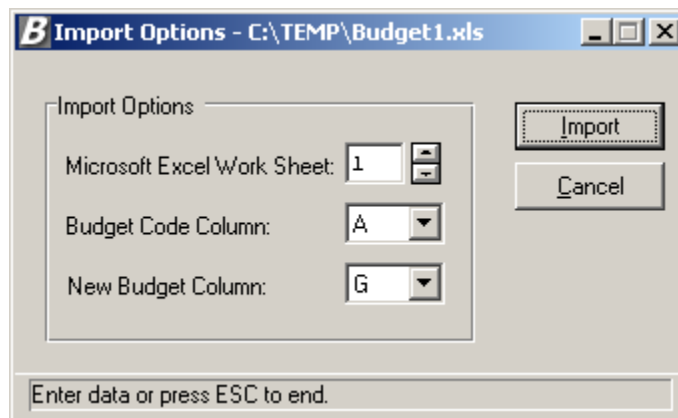 B Import Options - C:\TEMP\Budget1.xls
Import Options
Microsoft Excel Work Sheet: 1
Budget Code Column: A
New Budget Column: G
Import
Cancel
Enter data or press ESC to end.